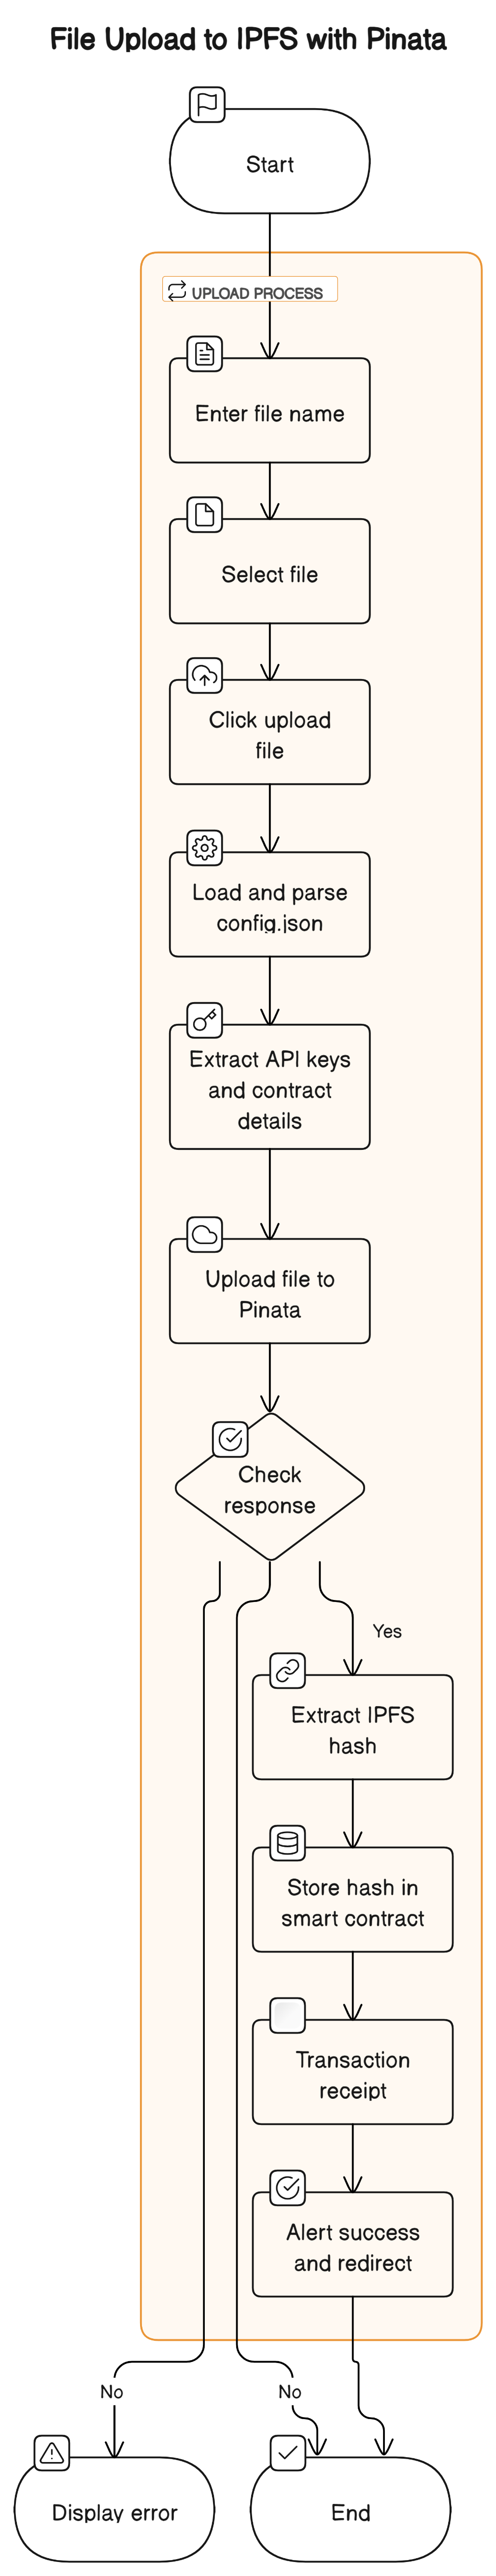 File Upload to IPFS with Pinata
Start
UPLOAD PROCESS
Enter file name
Select file
Click upload
file
Load and parse
config.json
Extract API keys
and contract
details
Upload file to
Pinata
Check
response
Yes
Extract IPFS
hash
Store hash in
smart contract
Transaction
receipt
Alert success
and redirect
No
No
Display error
End